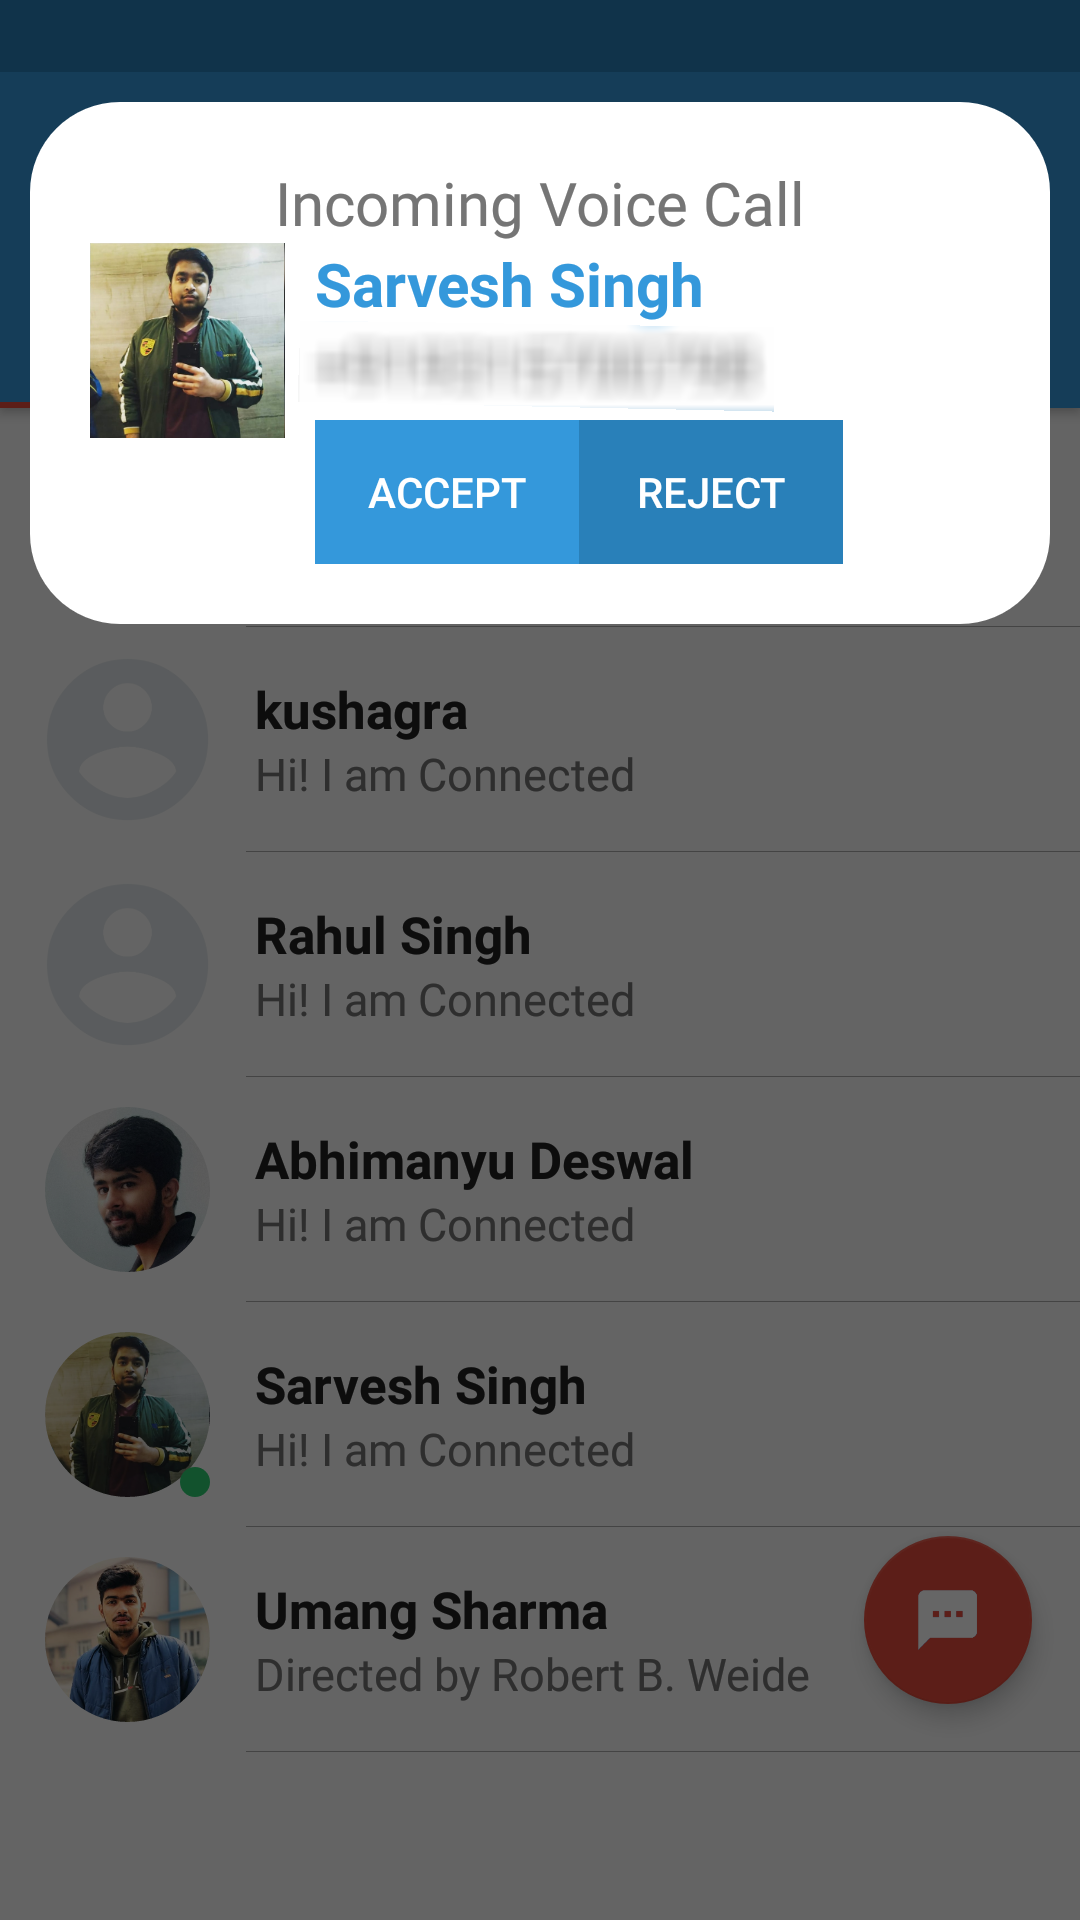 Incoming Voice Call
Sarvesh Singh
ACCEPT REJECT
kushagra
Hi! I am Connected
Rahul Singh
Hi! I am Connected
Abhimanyu Deswal
Hi! I am Connected
Sarvesh Singh
Hi! I am Connected
Umang Sharma
Directed by Robert B. Weide